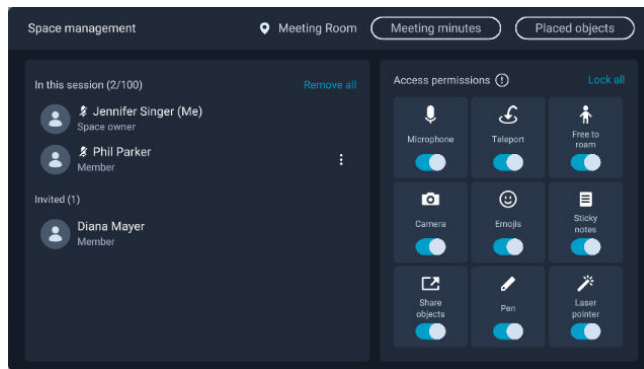 Space management
Meeting Room
Meeting minutes
Placed objects
In this session (2/100)
Remove all
Jennifer Singer (Me)
Space owner
Phil Parker
Member
Invited (1)
Diana Mayer
Member
Access permissions
Lock all
Microphone
Teleport
Free to
roam
Camera
Emojis
Sticky
notes
Share
objects
Pen
Laser
pointer